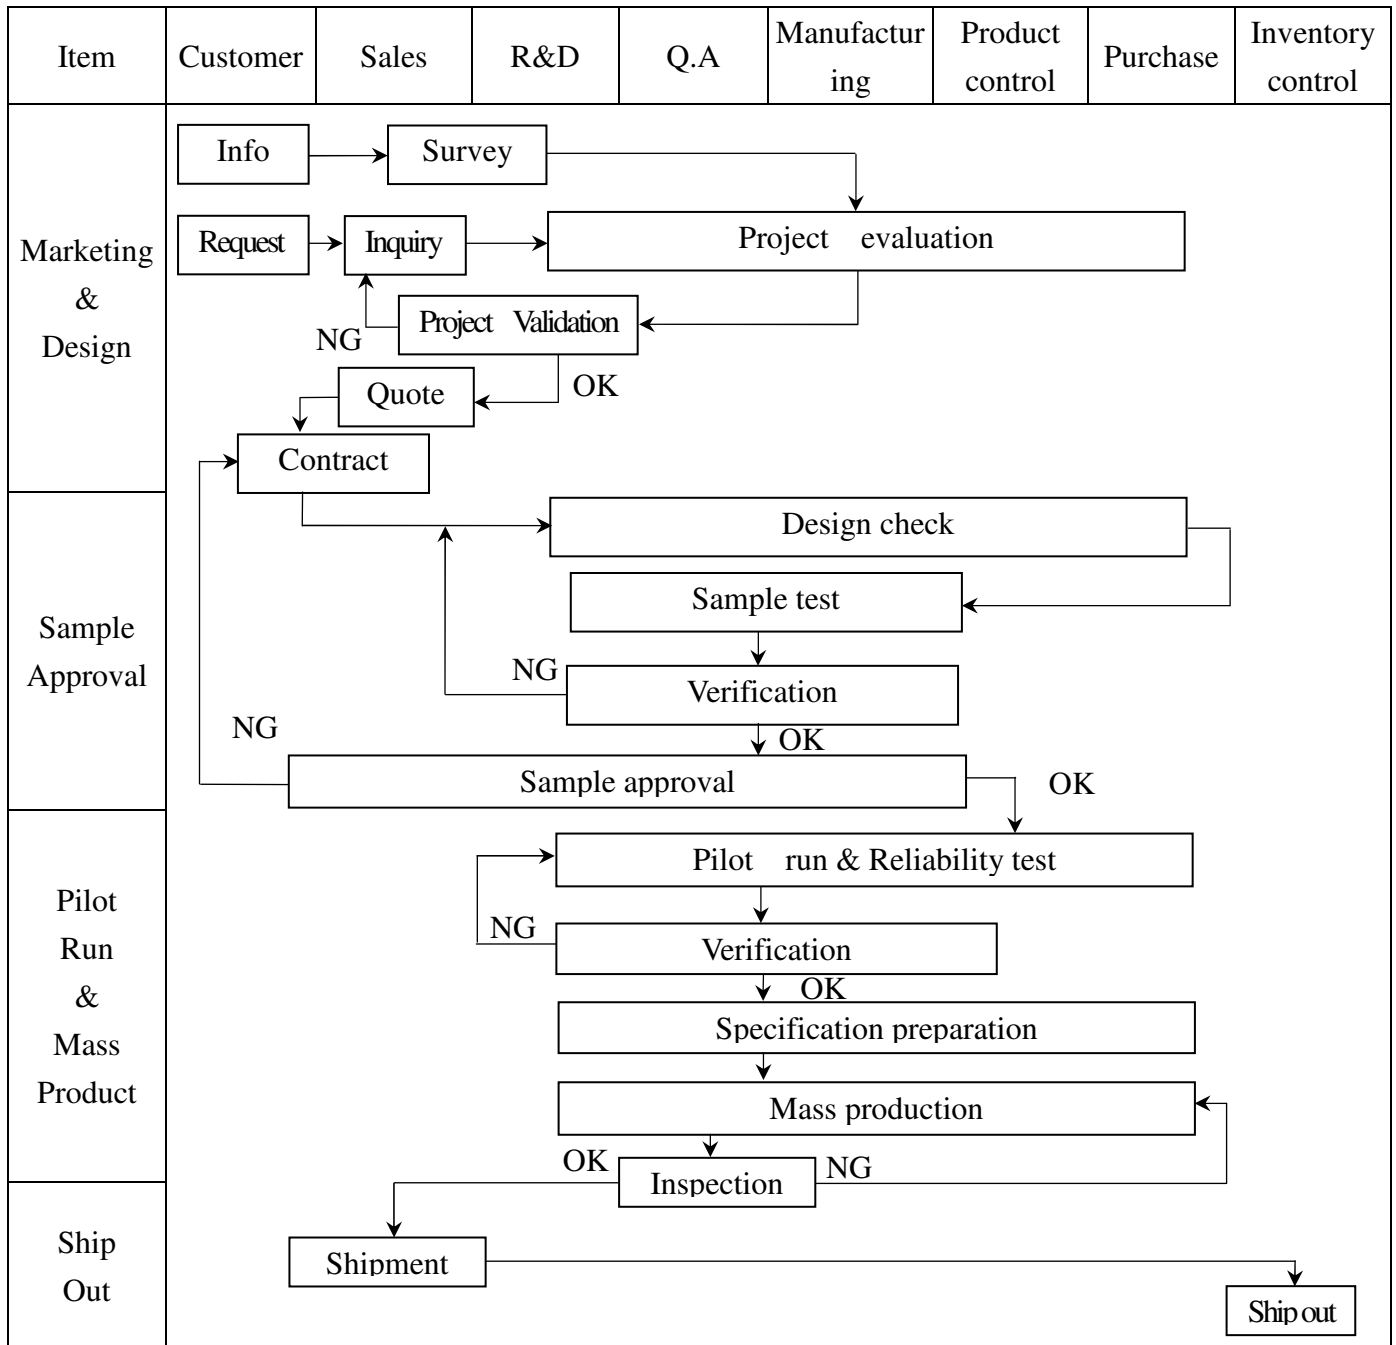 Item
Customer
Sales
R&D
Q.A
Manufactur
ing
Product
control
Purchase
Inventory
control
Marketing
&
Design
Info
Survey
Request
Inquiry
Project evaluation
Project Validation
NG
OK
Quote
Contract
Sample
Approval
Design check
Sample test
NG
Verification
NG
OK
Sample approval
OK
Pilot
Run
&
Mass
Product
Pilot run & Reliability test
NG
Verification
OK
Specification preparation
Mass production
OK
Inspection
NG
Ship
Out
Shipment
Ship out